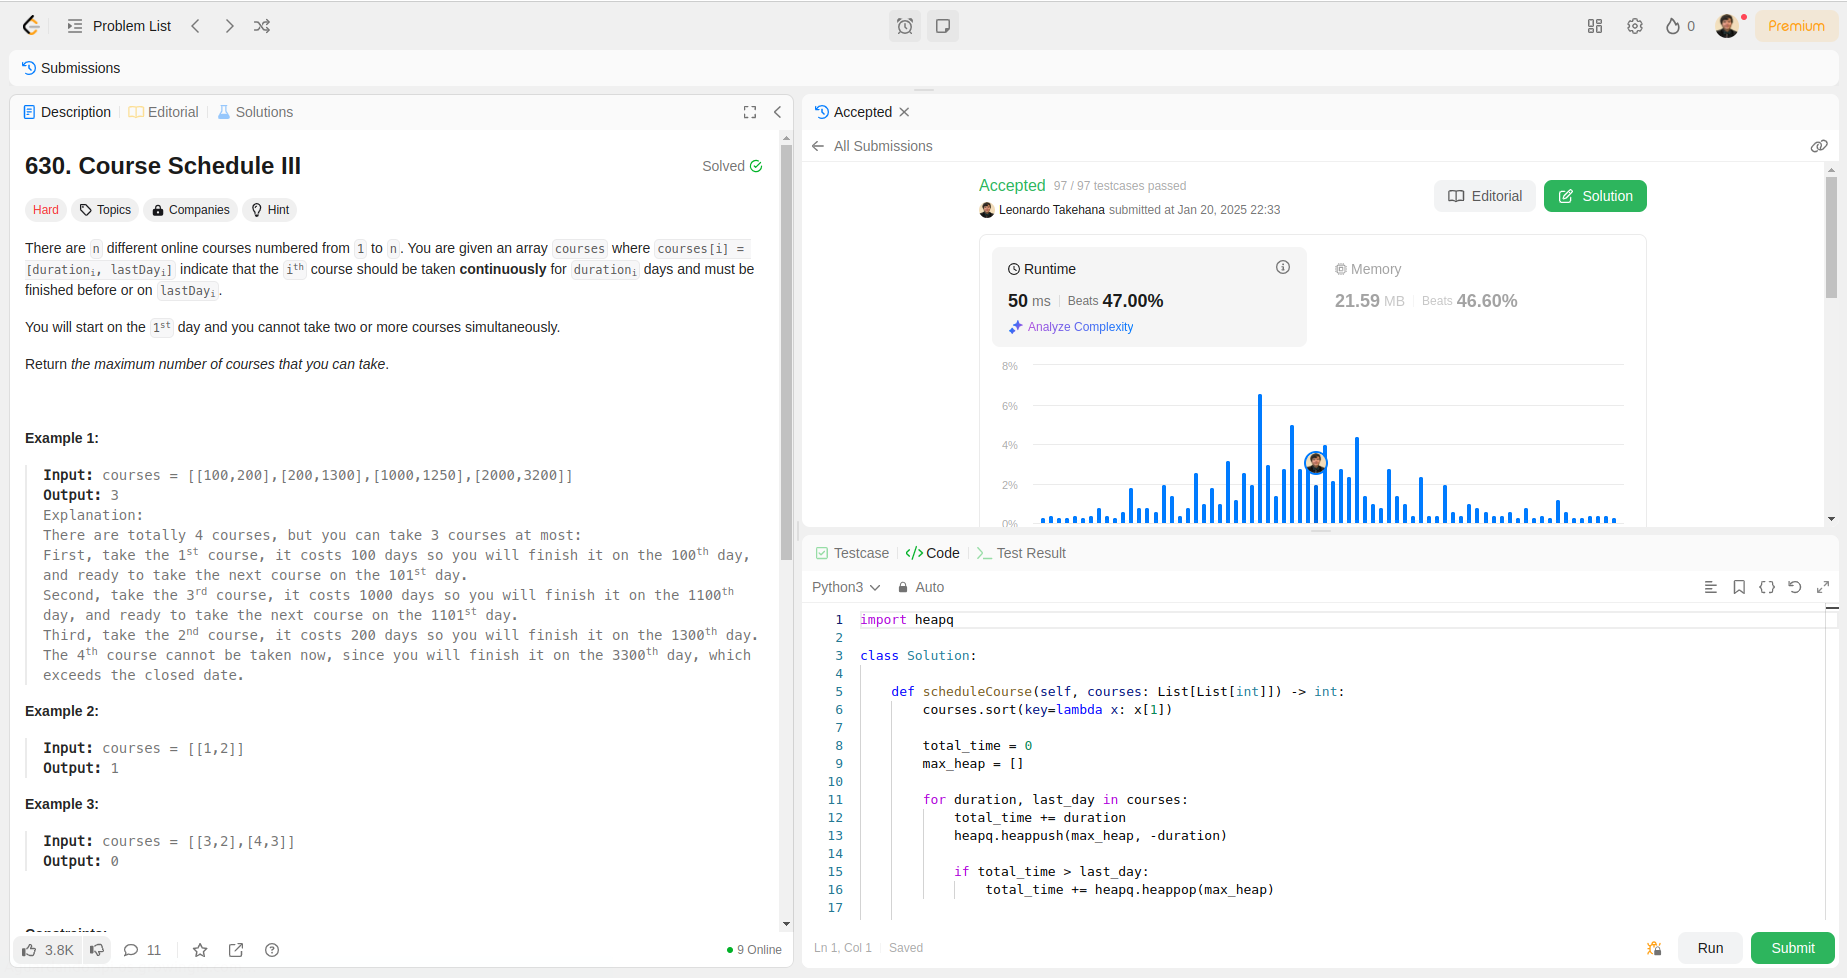 Problem List
0
Premium
Submissions
Description
Editorial
Solutions
630. Course Schedule III
Solved
Hard
Topics
Companies
Hint
There are n different online courses numbered from 1 to n. You are given an array courses where courses[i] =
[durationi, lastDayi] indicate that the ith course should be taken continuously for durationi days and must be
finished before or on lastDayi.
You will start on the 1st day and you cannot take two or more courses simultaneously.
Return the maximum number of courses that you can take.
Example 1:
Input: courses = [[100,200],[200,1300],[1000,1250],[2000,3200]]
Output: 3
Explanation:
There are totally 4 courses, but you can take 3 courses at most:
First, take the 1st course, it costs 100 days so you will finish it on the 100th day,
and ready to take the next course on the 101st day.
Second, take the 3rd course, it costs 1000 days so you will finish it on the 1100th
day, and ready to take the next course on the 1101st day.
Third, take the 2nd course, it costs 200 days so you will finish it on the 1300th day.
The 4th course cannot be taken now, since you will finish it on the 3300th day, which
exceeds the closed date.
Example 2:
Input: courses = [[1,2]]
Output: 1
Example 3:
Input: courses = [[3,2],[4,3]]
Output: 0
Constraints:
3.8K
11
9 Online
Accepted
All Submissions
Accepted 97 / 97 testcases passed
Leonardo Takehana submitted at Jan 20, 2025 22:33
Editorial
Solution
Runtime
50 ms Beats 47.00%
Analyze Complexity
Memory
21.59 MB Beats 46.60%
8%
6%
4%
2%
0%
Testcase
Code
Test Result
Python3
Auto
1 import heapq
2
3 class Solution:
4
5 def scheduleCourse(self, courses: List[List[int]]) -> int:
6 courses.sort(key=lambda x: x[1])
7
8 total_time = 0
9 max_heap = []
10
11 for duration, last_day in courses:
12 total_time += duration
13 heapq.heappush(max_heap, -duration)
14
15 if total_time > last_day:
16 total_time += heapq.heappop(max_heap)
17
Ln 1, Col 1
Saved
Run
Submit